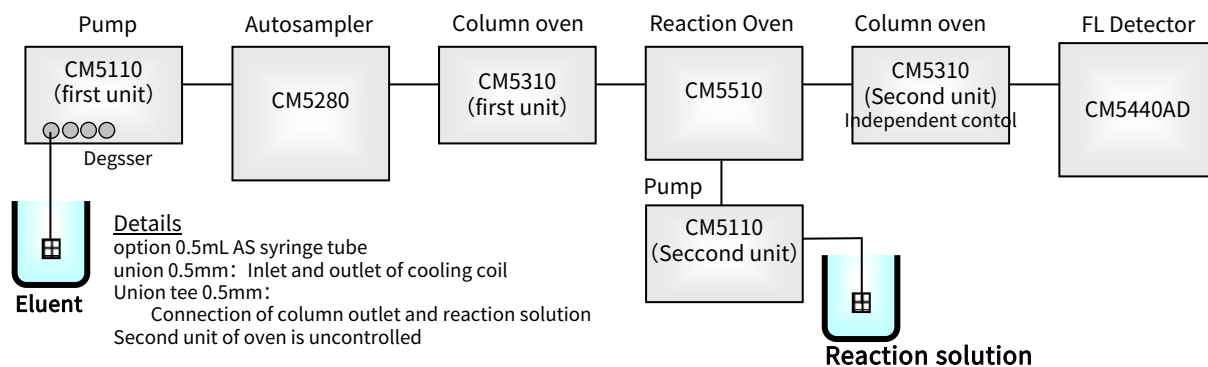 Pump
Autosampler
Column oven
Reaction Oven
Column oven
FL Detector
CM5110
(first unit)
CM5280
CM5310
(first unit)
CM5510
CM5310
(Second unit)
Independent contol
CM5440AD
Degsser
Pump
CM5110
(Seccond unit)
Eluent
Details
option 0.5mL AS syringe tube
union 0.5mm：Inlet and outlet of cooling coil
Union tee 0.5mm：
Connection of column outlet and reaction solution
Second unit of oven is uncontrolled
Reaction solution